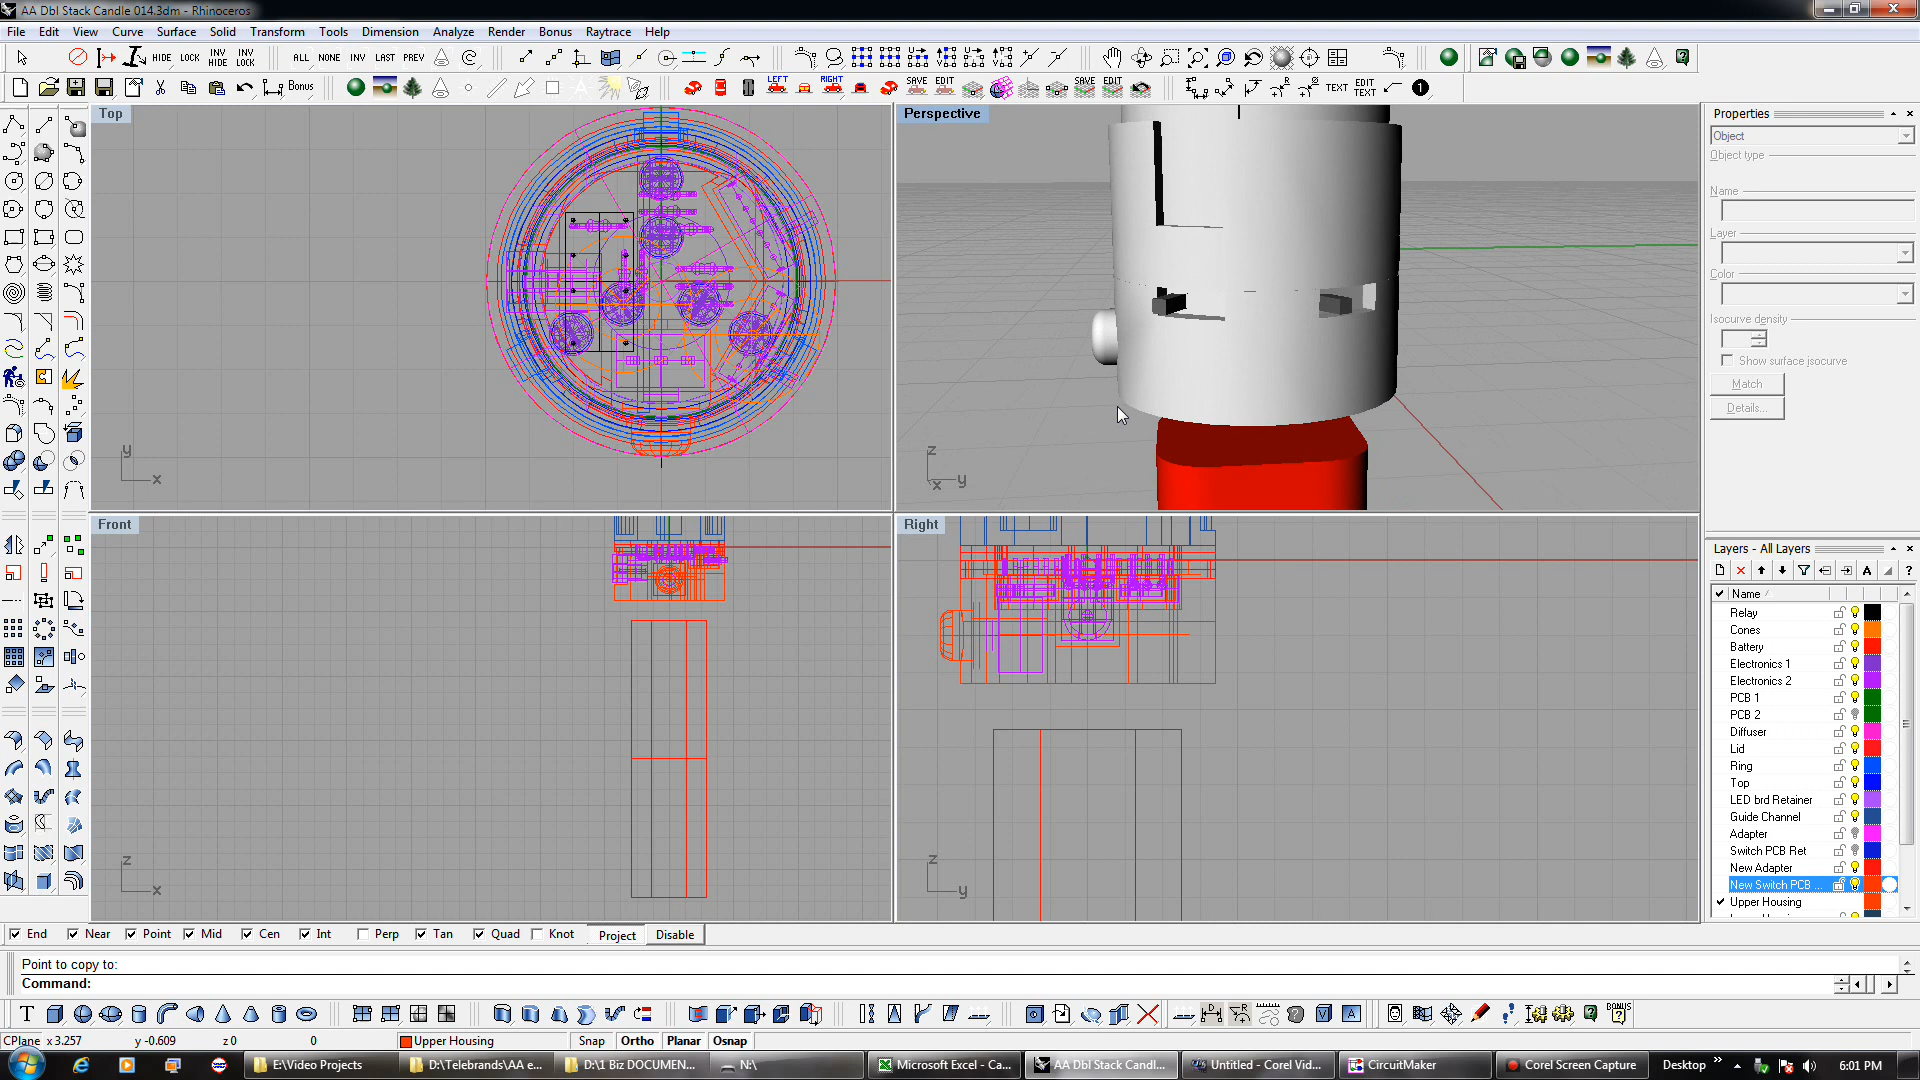 AA Dbl Stack Candle 014.3dm - Rhinoceros
File Edit View Curve Surface Solid Transform Tools Dimension Analyze Render Bonus Raytrace Help
HIDE LOCK INV HIDE INV LOCK ALL NONE INV LAST PREV
Bonus LEFT RIGHT SAVE EDIT SAVE EDIT TEXT EDIT TEXT 1
Top
y
x
Perspective
z
x y
Front
z
x
Right
z
y
Properties
Object
Object type
Name
Layer
Color
Isocurve density
Show surface isocurve
Match
Details...
Layers - All Layers
A ?
Name
Relay
Cones
Battery
Electronics 1
Electronics 2
PCB 1
PCB 2
Diffuser
Lid
Ring
Top
LED brd Retainer
Guide Channel
Adapter
Switch PCB Ret
New Adapter
New Switch PCB ...
Upper Housing
End Near Point Mid Cen Int Perp Tan Quad Knot Project Disable
Point to copy to:
Command:
CPlane x 3.257 y -0.609 z 0 0 Upper Housing Snap Ortho Planar Osnap
E:\Video Projects D:\Telebrands\AA e... D:\1 Biz DOCUMEN... N:\ Microsoft Excel - Ca... AA Dbl Stack Candl... Untitled - Corel Vid... CircuitMaker Corel Screen Capture Desktop 6:01 PM